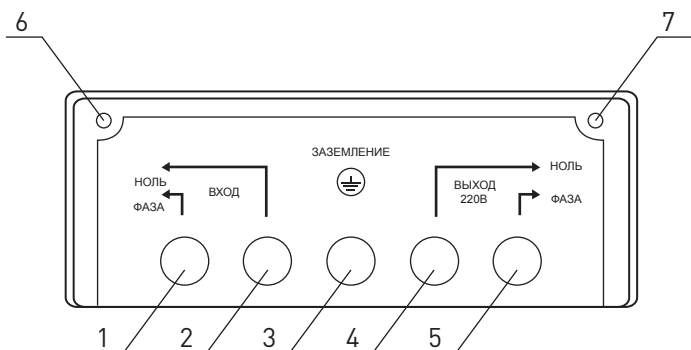 6 7
ЗАЗЕМЛЕНИЕ
НОЛЬ
ФАЗА
ВХОД
ВЫХОД
220В
НОЛЬ
ФАЗА
1 2 3 4 5